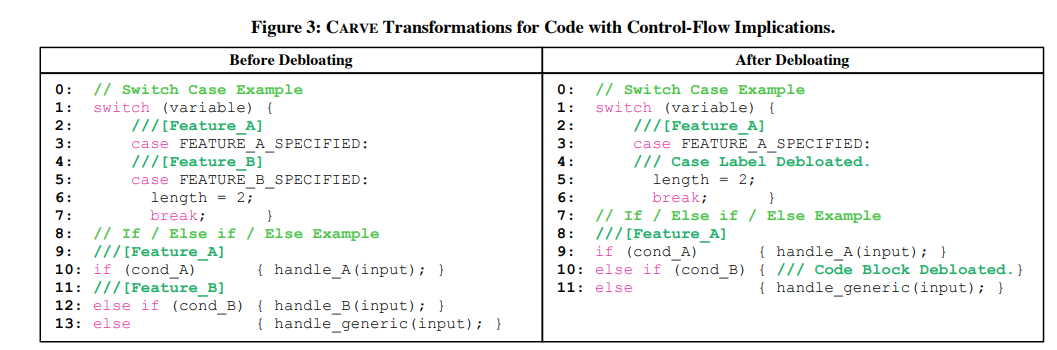 Figure 3: CARVE Transformations for Code with Control-Flow Implications.
Before Debloating
0: // Switch Case Example
1: switch (variable) {
2: ///[Feature_A]
3: case FEATURE_A_SPECIFIED:
4: ///[Feature_B]
5: case FEATURE_B_SPECIFIED:
6: length = 2;
7: break; }
8: // If / Else if / Else Example
9: ///[Feature_A]
10: if (cond_A) { handle_A(input); }
11: ///[Feature_B]
12: else if (cond_B) { handle_B(input); }
13: else { handle_generic(input); }
After Debloating
0: // Switch Case Example
1: switch (variable) {
2: ///[Feature_A]
3: case FEATURE_A_SPECIFIED:
4: /// Case Label Debloated.
5: length = 2;
6: break; }
7: // If / Else if / Else Example
8: ///[Feature_A]
9: if (cond_A) { handle_A(input); }
10: else if (cond_B) { /// Code Block Debloated.}
11: else { handle_generic(input); }